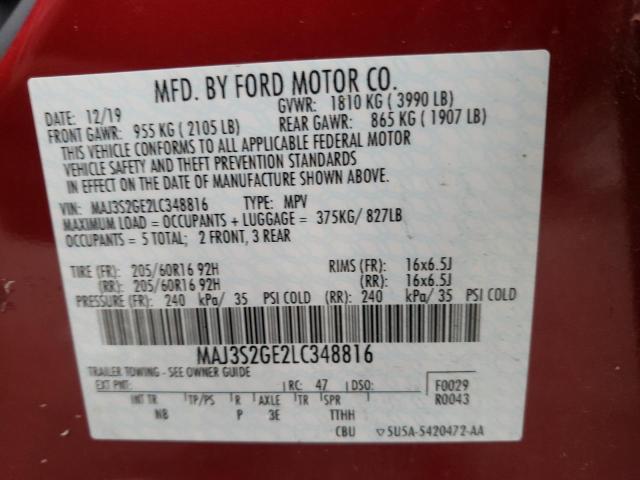 MFD. BY FORD MOTOR CO.
DATE: 12/19 GVWR: 1810 KG ( 3990 LB)
FRONT GAWR: 955 KG ( 2105 LB) REAR GAWR: 865 KG ( 1907 LB)
THIS VEHICLE CONFORMS TO ALL APPLICABLE FEDERAL MOTOR
VEHICLE SAFETY AND THEFT PREVENTION STANDARDS
IN EFFECT ON THE DATE OF MANUFACTURE SHOWN ABOVE.
VIN: MAJ3S2GE2LC348816 TYPE: MPV
MAXIMUM LOAD = OCCUPANTS + LUGGAGE = 375KG/ 827LB
OCCUPANTS = 5 TOTAL; 2 FRONT, 3 REAR
TIRE (FR): 205/60R16 92H RIMS (FR): 16x6.5J
(RR): 205/60R16 92H (RR): 16x6.5J
PRESSURE (FR): 240 kPa/ 35 PSI COLD (RR): 240 kPa/ 35 PSI COLD
MAJ3S2GE2LC348816
TRAILER TOWING - SEE OWNER GUIDE
EXT PNT: RC: 47 DSO: F0029
INT TR TP/PS R AXLE TR SPR R0043
NB P 3E TTHH
CBU ▽5U5A-5420472-AA